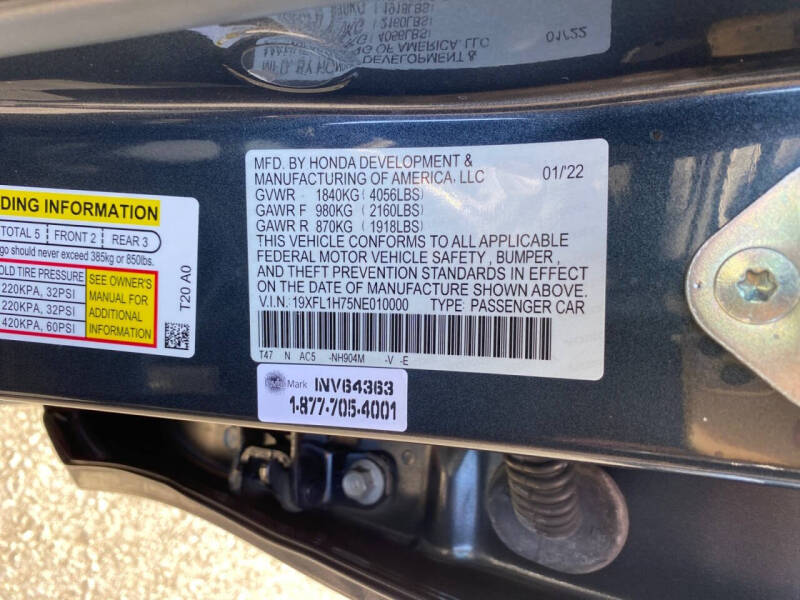 01/22
MFD. BY HONDA DEVELOPMENT &
MANUFACTURING OF AMERICA, LLC 01/'22
GVWR - 1840KG (4056LBS)
GAWR F 980KG (2160LBS)
GAWR R 870KG (1918LBS)
THIS VEHICLE CONFORMS TO ALL APPLICABLE
FEDERAL MOTOR VEHICLE SAFETY, BUMPER,
AND THEFT PREVENTION STANDARDS IN EFFECT
ON THE DATE OF MANUFACTURE SHOWN ABOVE.
V.I.N.: 19XFL1H75NE010000 TYPE: PASSENGER CAR
T47 N AC5 -NH904M -V -E
DING INFORMATION
TOTAL 5 FRONT 2 REAR 3
go should never exceed 385kg or 850lbs.
OLD TIRE PRESSURE
220KPA, 32PSI
220KPA, 32PSI
420KPA, 60PSI
SEE OWNER'S
MANUAL FOR
ADDITIONAL
INFORMATION
T20 A0
Mark INV64363
1-877-705-4001